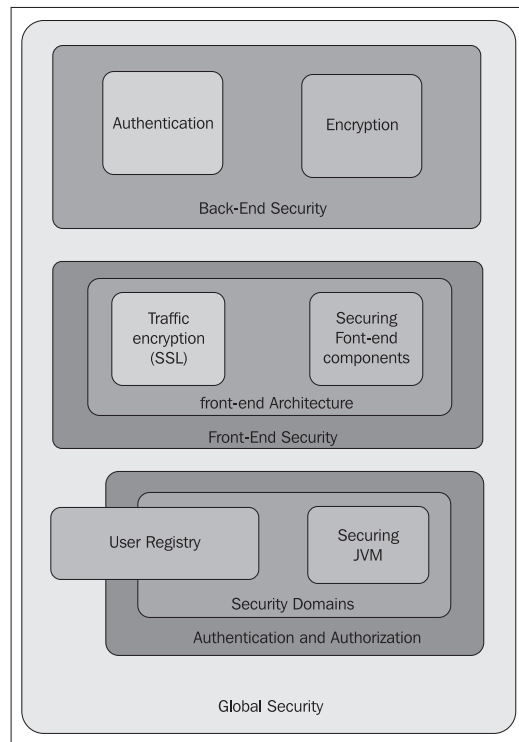 Authentication
Encryption
Back-End Security
Traffic
encryption
(SSL)
Securing
Font-end
components
front-end Architecture
Front-End Security
User Registry
Securing
JVM
Security Domains
Authentication and Authorization
Global Security